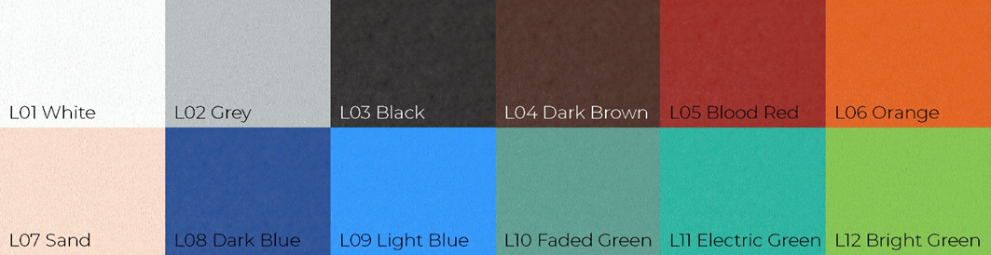 L01 White
L02 Grey
L03 Black
L04 Dark Brown
L05 Blood Red
L06 Orange
L07 Sand
L08 Dark Blue
L09 Light Blue
L10 Faded Green
L11 Electric Green
L12 Bright Green